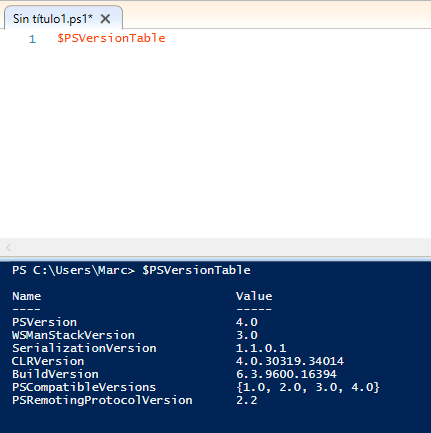 Sin título1.ps1* X
1 $PSVersionTable
PS C:\Users\Marc> $PSVersionTable
Name Value
---- -----
PSVersion 4.0
WSManStackVersion 3.0
SerializationVersion 1.1.0.1
CLRVersion 4.0.30319.34014
BuildVersion 6.3.9600.16394
PSCompatibleVersions {1.0, 2.0, 3.0, 4.0}
PSRemotingProtocolVersion 2.2